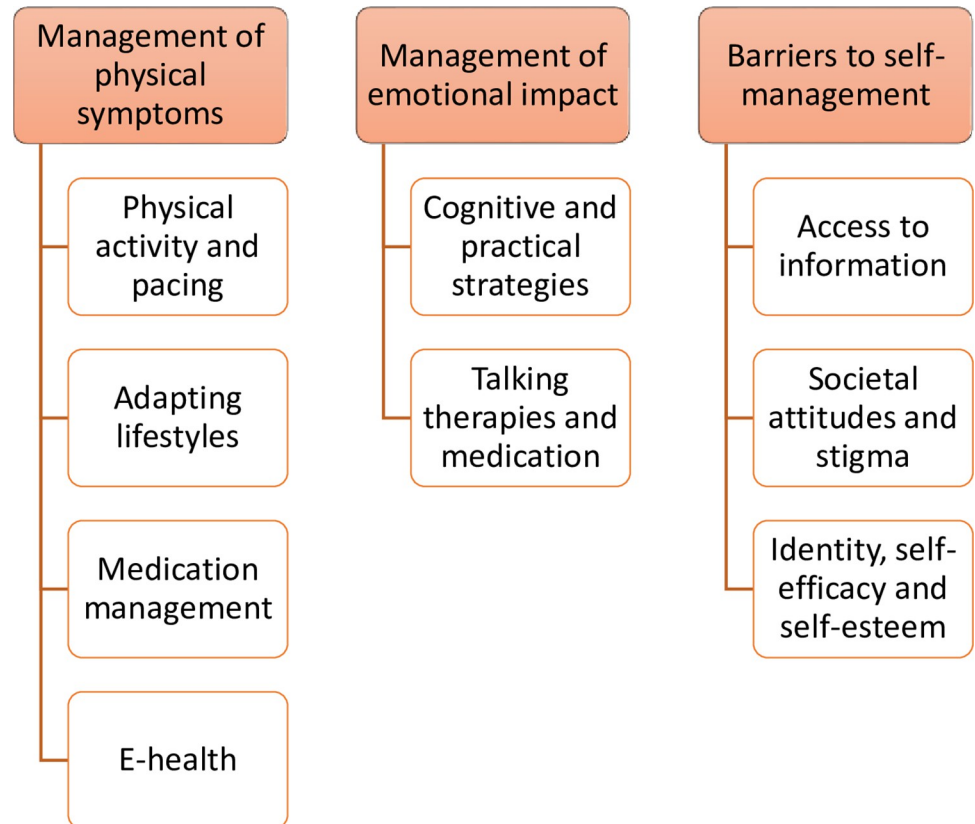 Management of
physical
symptoms
Physical
activity and
pacing
Adapting
lifestyles
Medication
management
E-health
Management of
emotional impact
Cognitive and
practical
strategies
Talking
therapies and
medication
Barriers to self-
management
Access to
information
Societal
attitudes and
stigma
Identity, self-
efficacy and
self-esteem